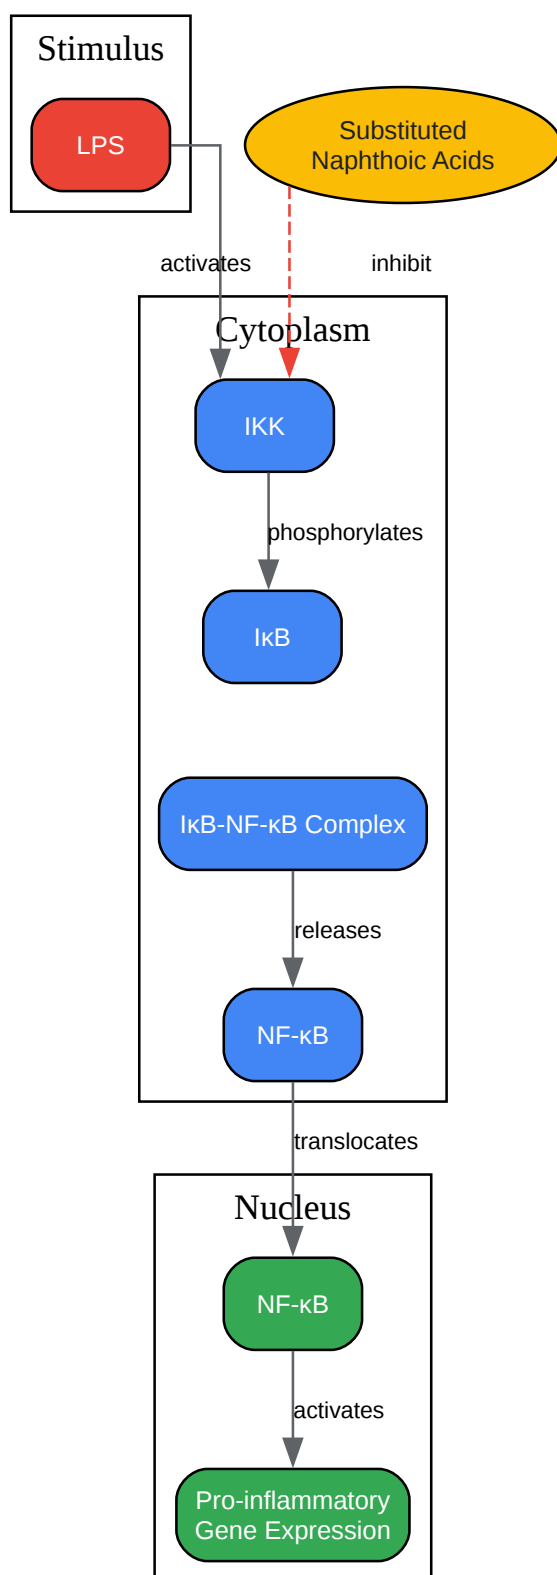 Stimulus
LPS
Substituted
Naphthoic Acids
activates
inhibit
Cytoplasm
IKK
phosphorylates
IκB
IκB-NF-κB Complex
releases
NF-κB
translocates
Nucleus
NF-κB
activates
Pro-inflammatory
Gene Expression